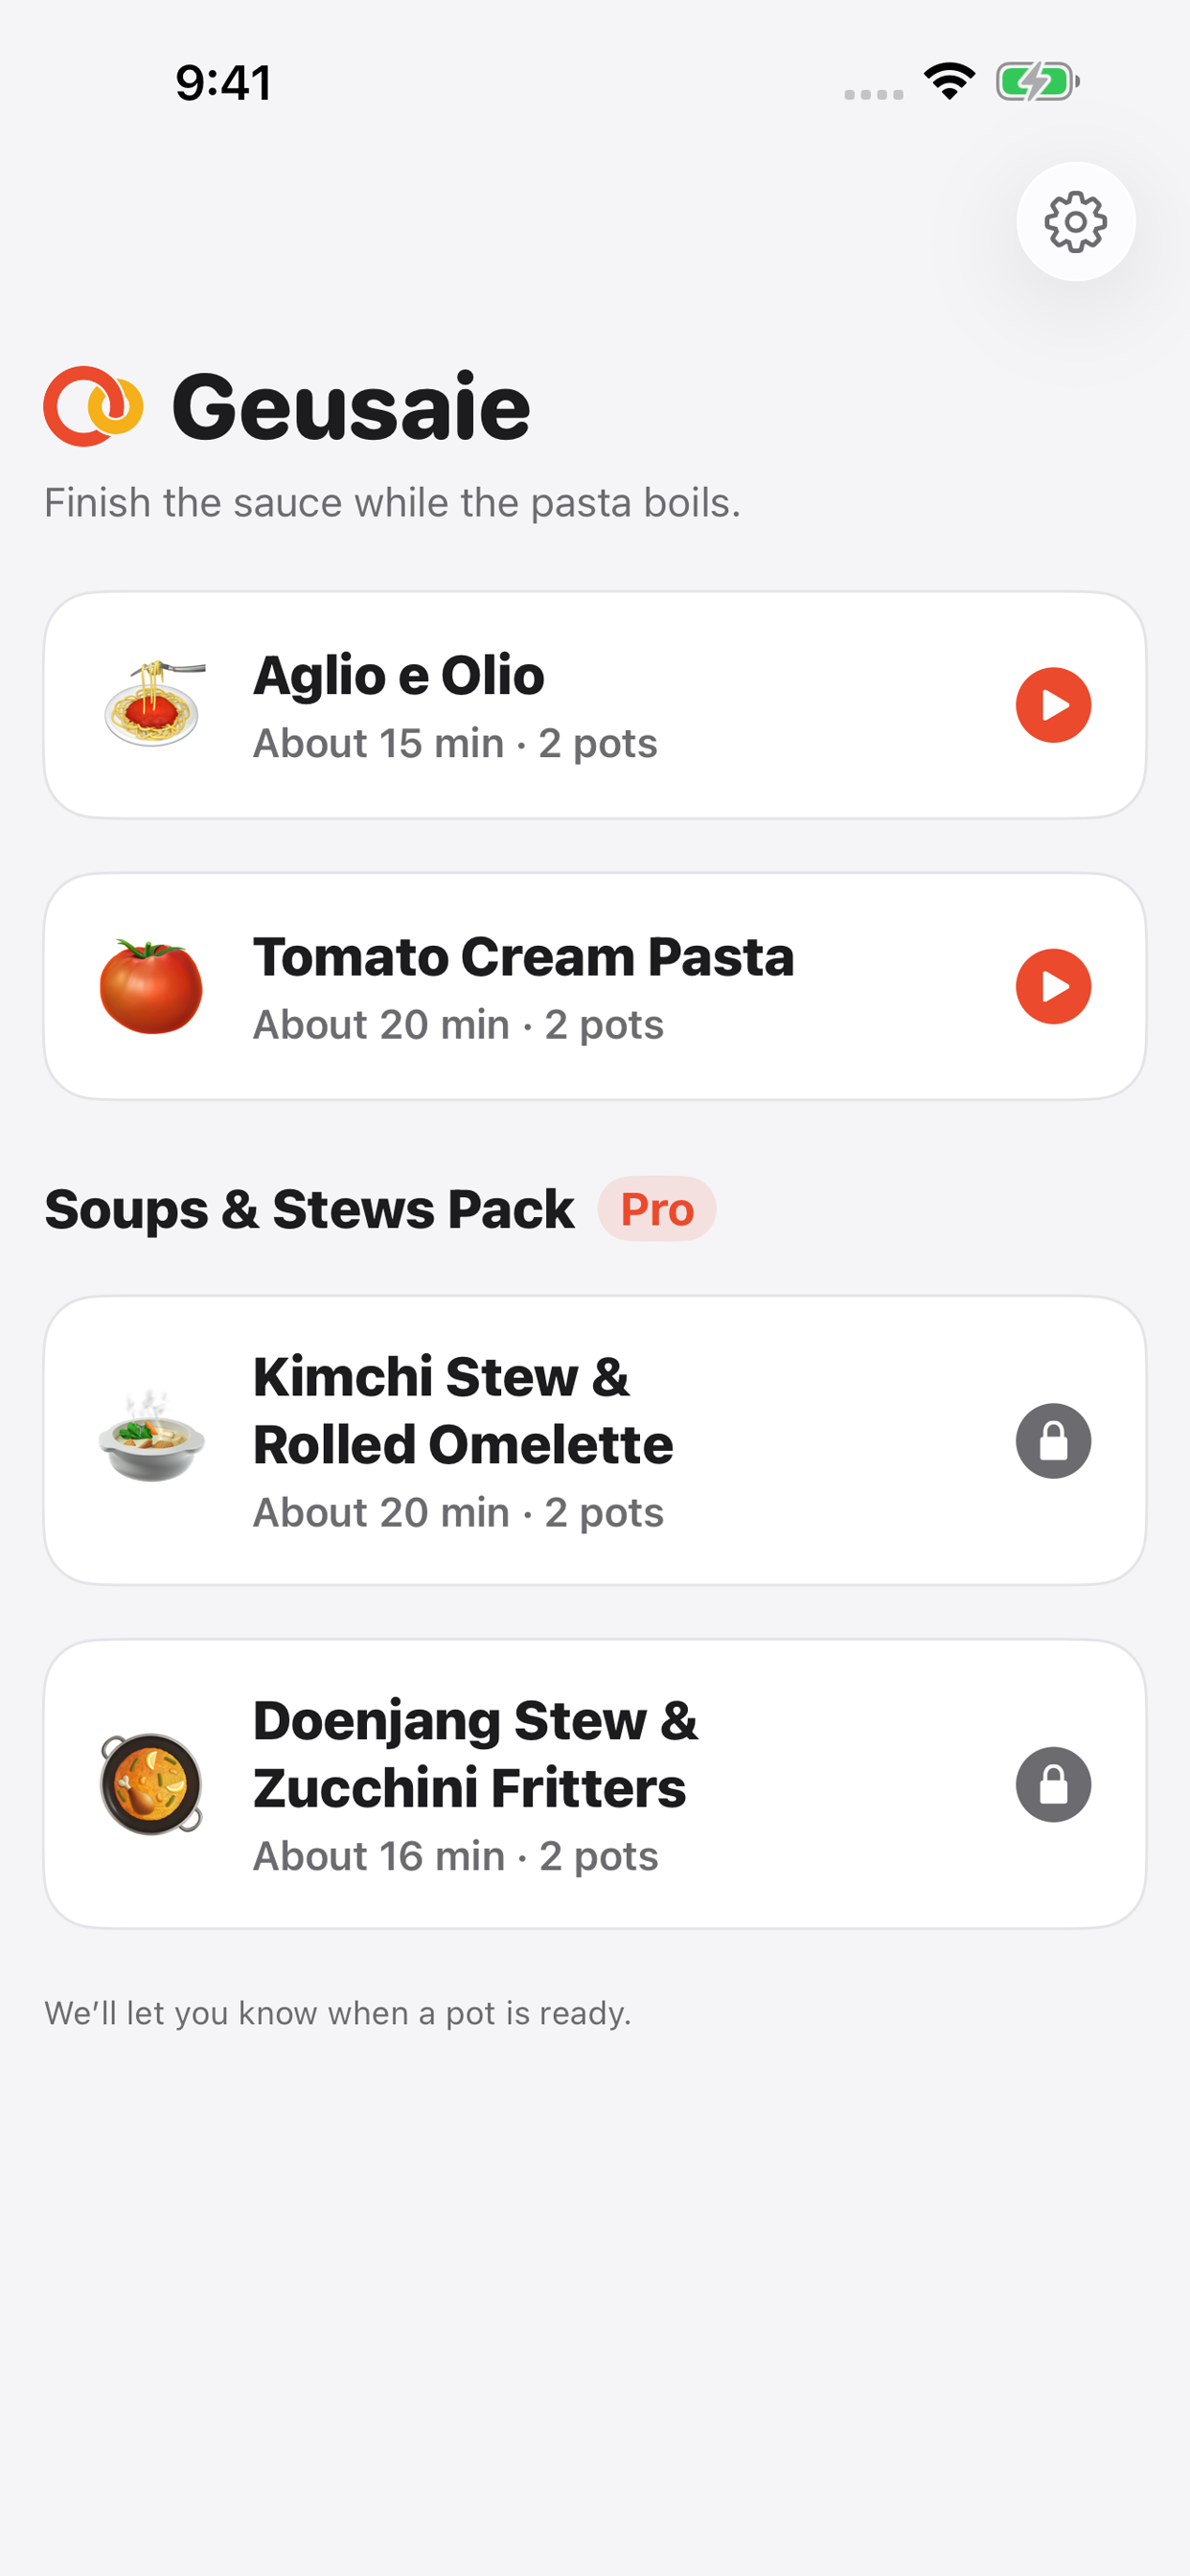 9:41
Geusaie
Finish the sauce while the pasta boils.
Aglio e Olio
About 15 min · 2 pots
Tomato Cream Pasta
About 20 min · 2 pots
Soups & Stews Pack Pro
Kimchi Stew &
Rolled Omelette
About 20 min · 2 pots
Doenjang Stew &
Zucchini Fritters
About 16 min · 2 pots
We’ll let you know when a pot is ready.